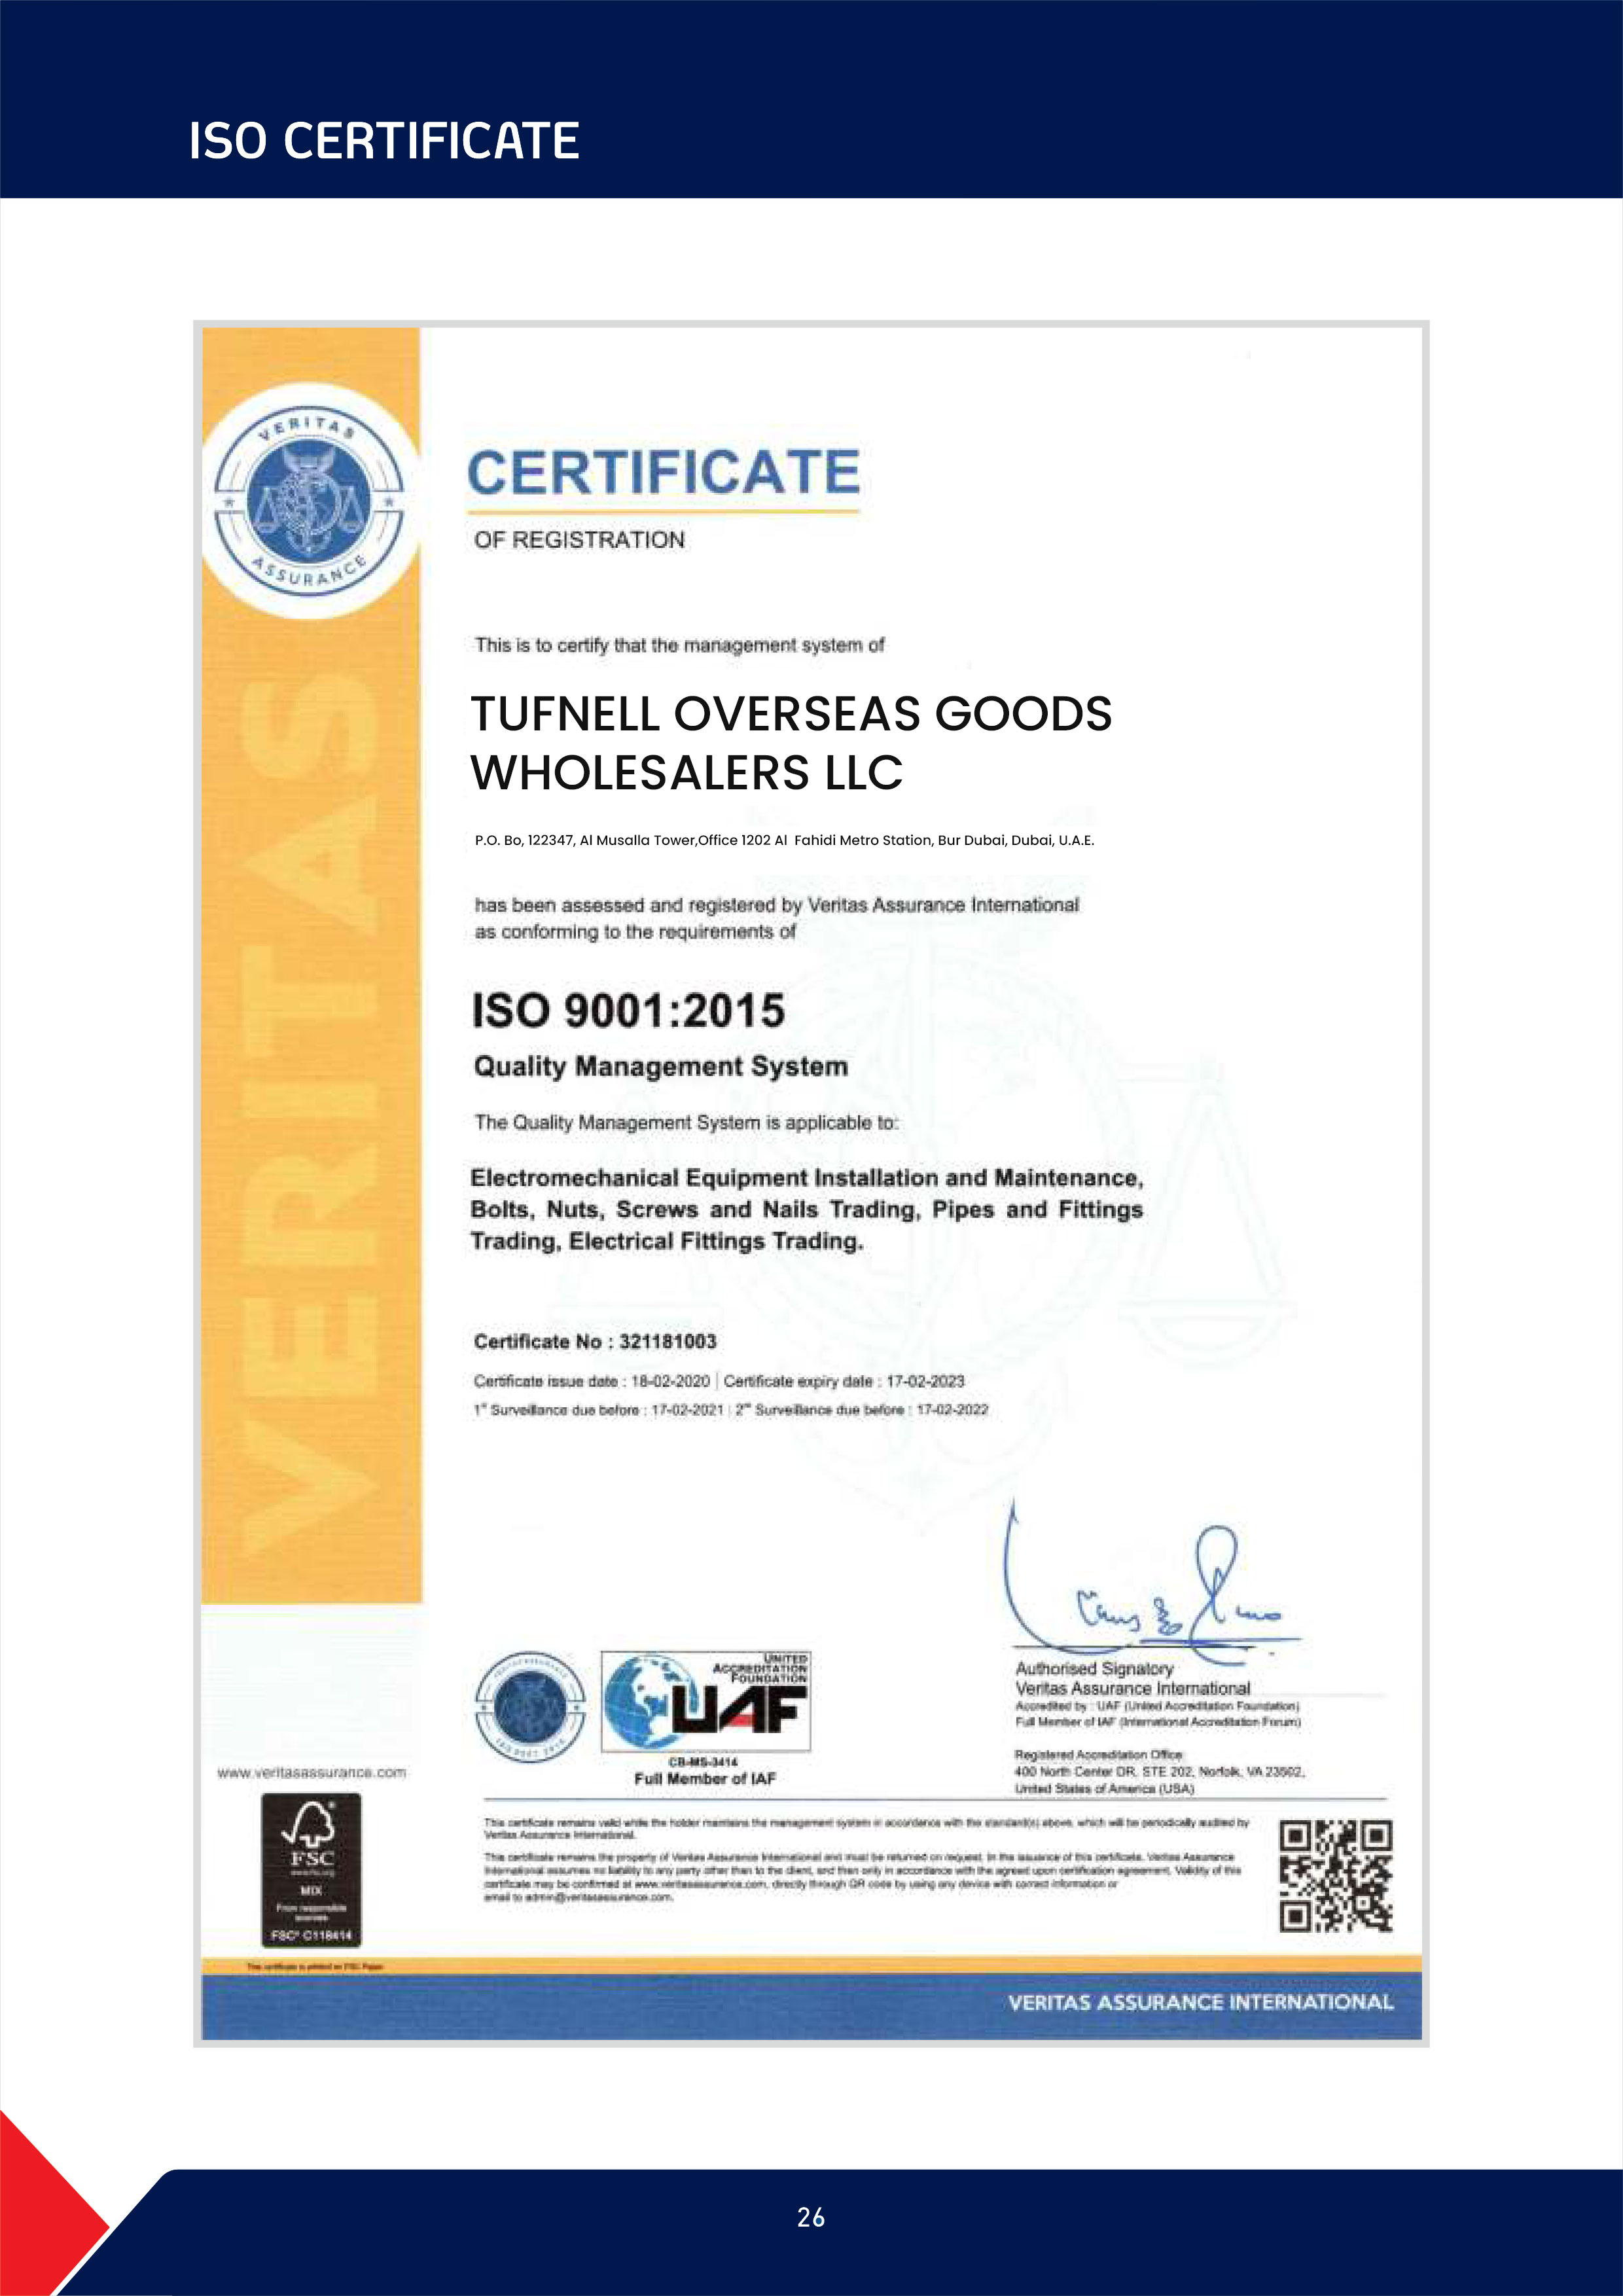 ISO CERTIFICATE
VERITAS
ASSURANCE
VERITAS
CERTIFICATE
OF REGISTRATION
This is to certify that the management system of
TUFNELL OVERSEAS GOODS
WHOLESALERS LLC
P.O. Bo, 122347, Al Musalla Tower,Office 1202 Al Fahidi Metro Station, Bur Dubai, Dubai, U.A.E.
has been assessed and registered by Veritas Assurance International
as conforming to the requirements of
ISO 9001:2015
Quality Management System
The Quality Management System is applicable to:
Electromechanical Equipment Installation and Maintenance,
Bolts, Nuts, Screws and Nails Trading, Pipes and Fittings
Trading, Electrical Fittings Trading.
Certificate No : 321181003
Certificate issue date : 18-02-2020 | Certificate expiry date : 17-02-2023
1st Surveillance due before : 17-02-2021 | 2nd Surveillance due before : 17-02-2022
UNITED
ACCREDITATION
FOUNDATION
UAF
CB-MS-3414
Full Member of IAF
Authorised Signatory
Veritas Assurance International
Accredited by : UAF (United Accreditation Foundation)
Full Member of IAF (International Accreditation Forum)
Registered Accreditation Office
400 North Center DR, STE 202, Norfolk, VA 23502,
United States of America (USA)
www.veritasassurance.com
FSC
www.fsc.org
MIX
From responsible
sources
FSC® C118414
This certificate is printed on FSC Paper
This certificate remains valid while the holder maintains the management system in accordance with the standard(s) above, which will be periodically audited by
Veritas Assurance International.
This certificate remains the property of Veritas Assurance International and must be returned on request. In the issuance of this certificate, Veritas Assurance
International assumes no liability to any party other than to the client, and then only in accordance with the agreed upon certification agreement. Validity of this
certificate may be confirmed at www.veritasassurance.com, directly through QR code by using any device with correct information or
email to admin@veritasassurance.com.
VERITAS ASSURANCE INTERNATIONAL
26